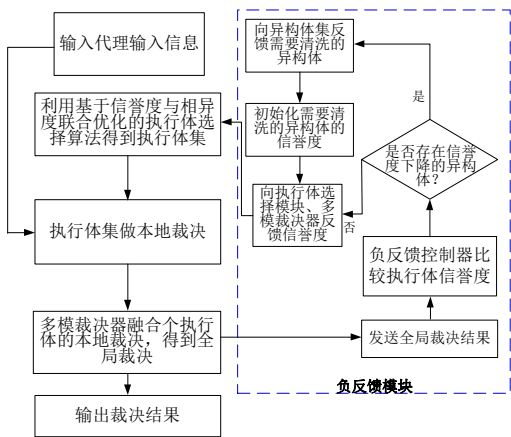 输入代理输入信息
利用基于信誉度与相异
度联合优化的执行体选
择算法得到执行体集
执行体集做本地裁决
多模裁决器融合个执行
体的本地裁决，得到全
局裁决
输出裁决结果
向异构体集反
馈需要清洗的
异构体
初始化需要清
洗的异构体的
信誉度
向执行体选择
模块、多模裁
决器反馈信誉
度
是
是否存在信誉
度下降的异构
体？
否
负反馈控制器比
较执行体信誉度
发送全局裁决结果
负反馈模块